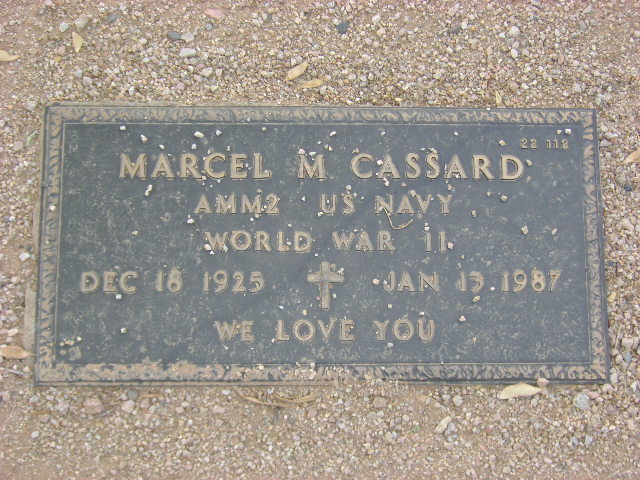 22 112
MARCEL M CASSARD
AMM2 US NAVY
WORLD WAR II
DEC 18 1925 JAN 13 1987
WE LOVE YOU